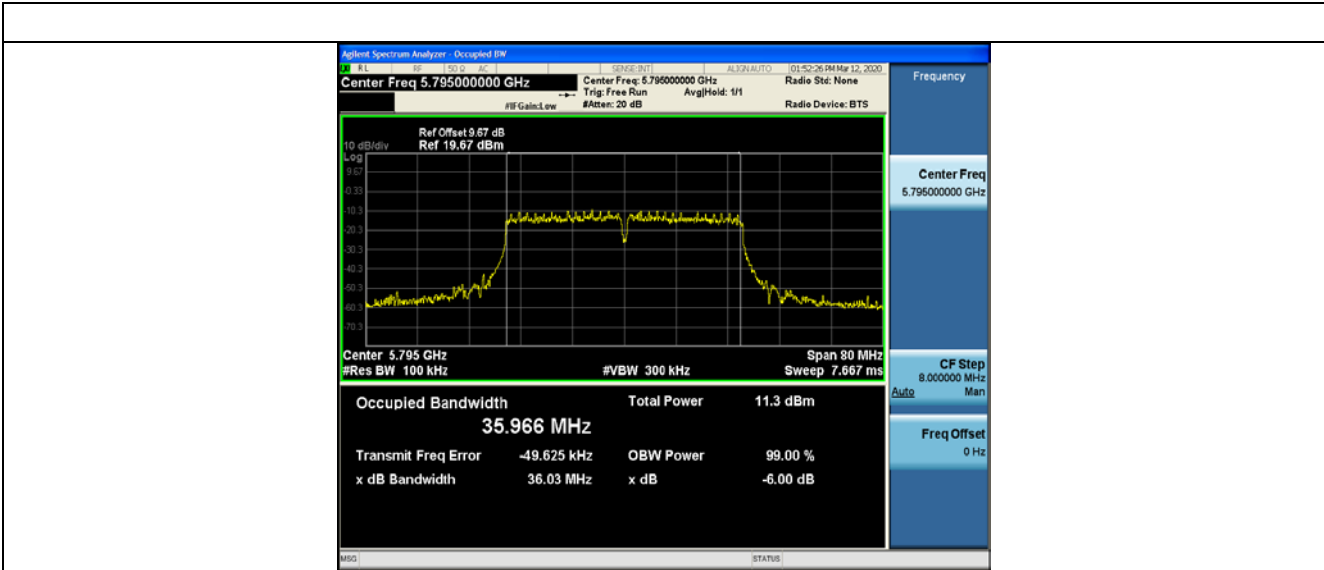 Agilent Spectrum Analyzer - Occupied BW
RL RF 50 Ω AC SENSE:INT ALIGN AUTO 01:52:26 PM Mar 12, 2020
Center Freq 5.795000000 GHz
Center Freq: 5.795000000 GHz Radio Std: None
Trig: Free Run Avg|Hold: 1/1
#IFGain:Low #Atten: 20 dB Radio Device: BTS
Ref Offset 9.67 dB
10 dB/div Ref 19.67 dBm
Log
9.67
-0.33
-10.3
-20.3
-30.3
-40.3
-50.3
-60.3
-70.3
Center 5.795 GHz Span 80 MHz
#Res BW 100 kHz #VBW 300 kHz Sweep 7.667 ms
Occupied Bandwidth Total Power 11.3 dBm
35.966 MHz
Transmit Freq Error -49.625 kHz OBW Power 99.00 %
x dB Bandwidth 36.03 MHz x dB -6.00 dB
MSG STATUS
Frequency
Center Freq
5.795000000 GHz
CF Step
8.000000 MHz
Auto Man
Freq Offset
0 Hz